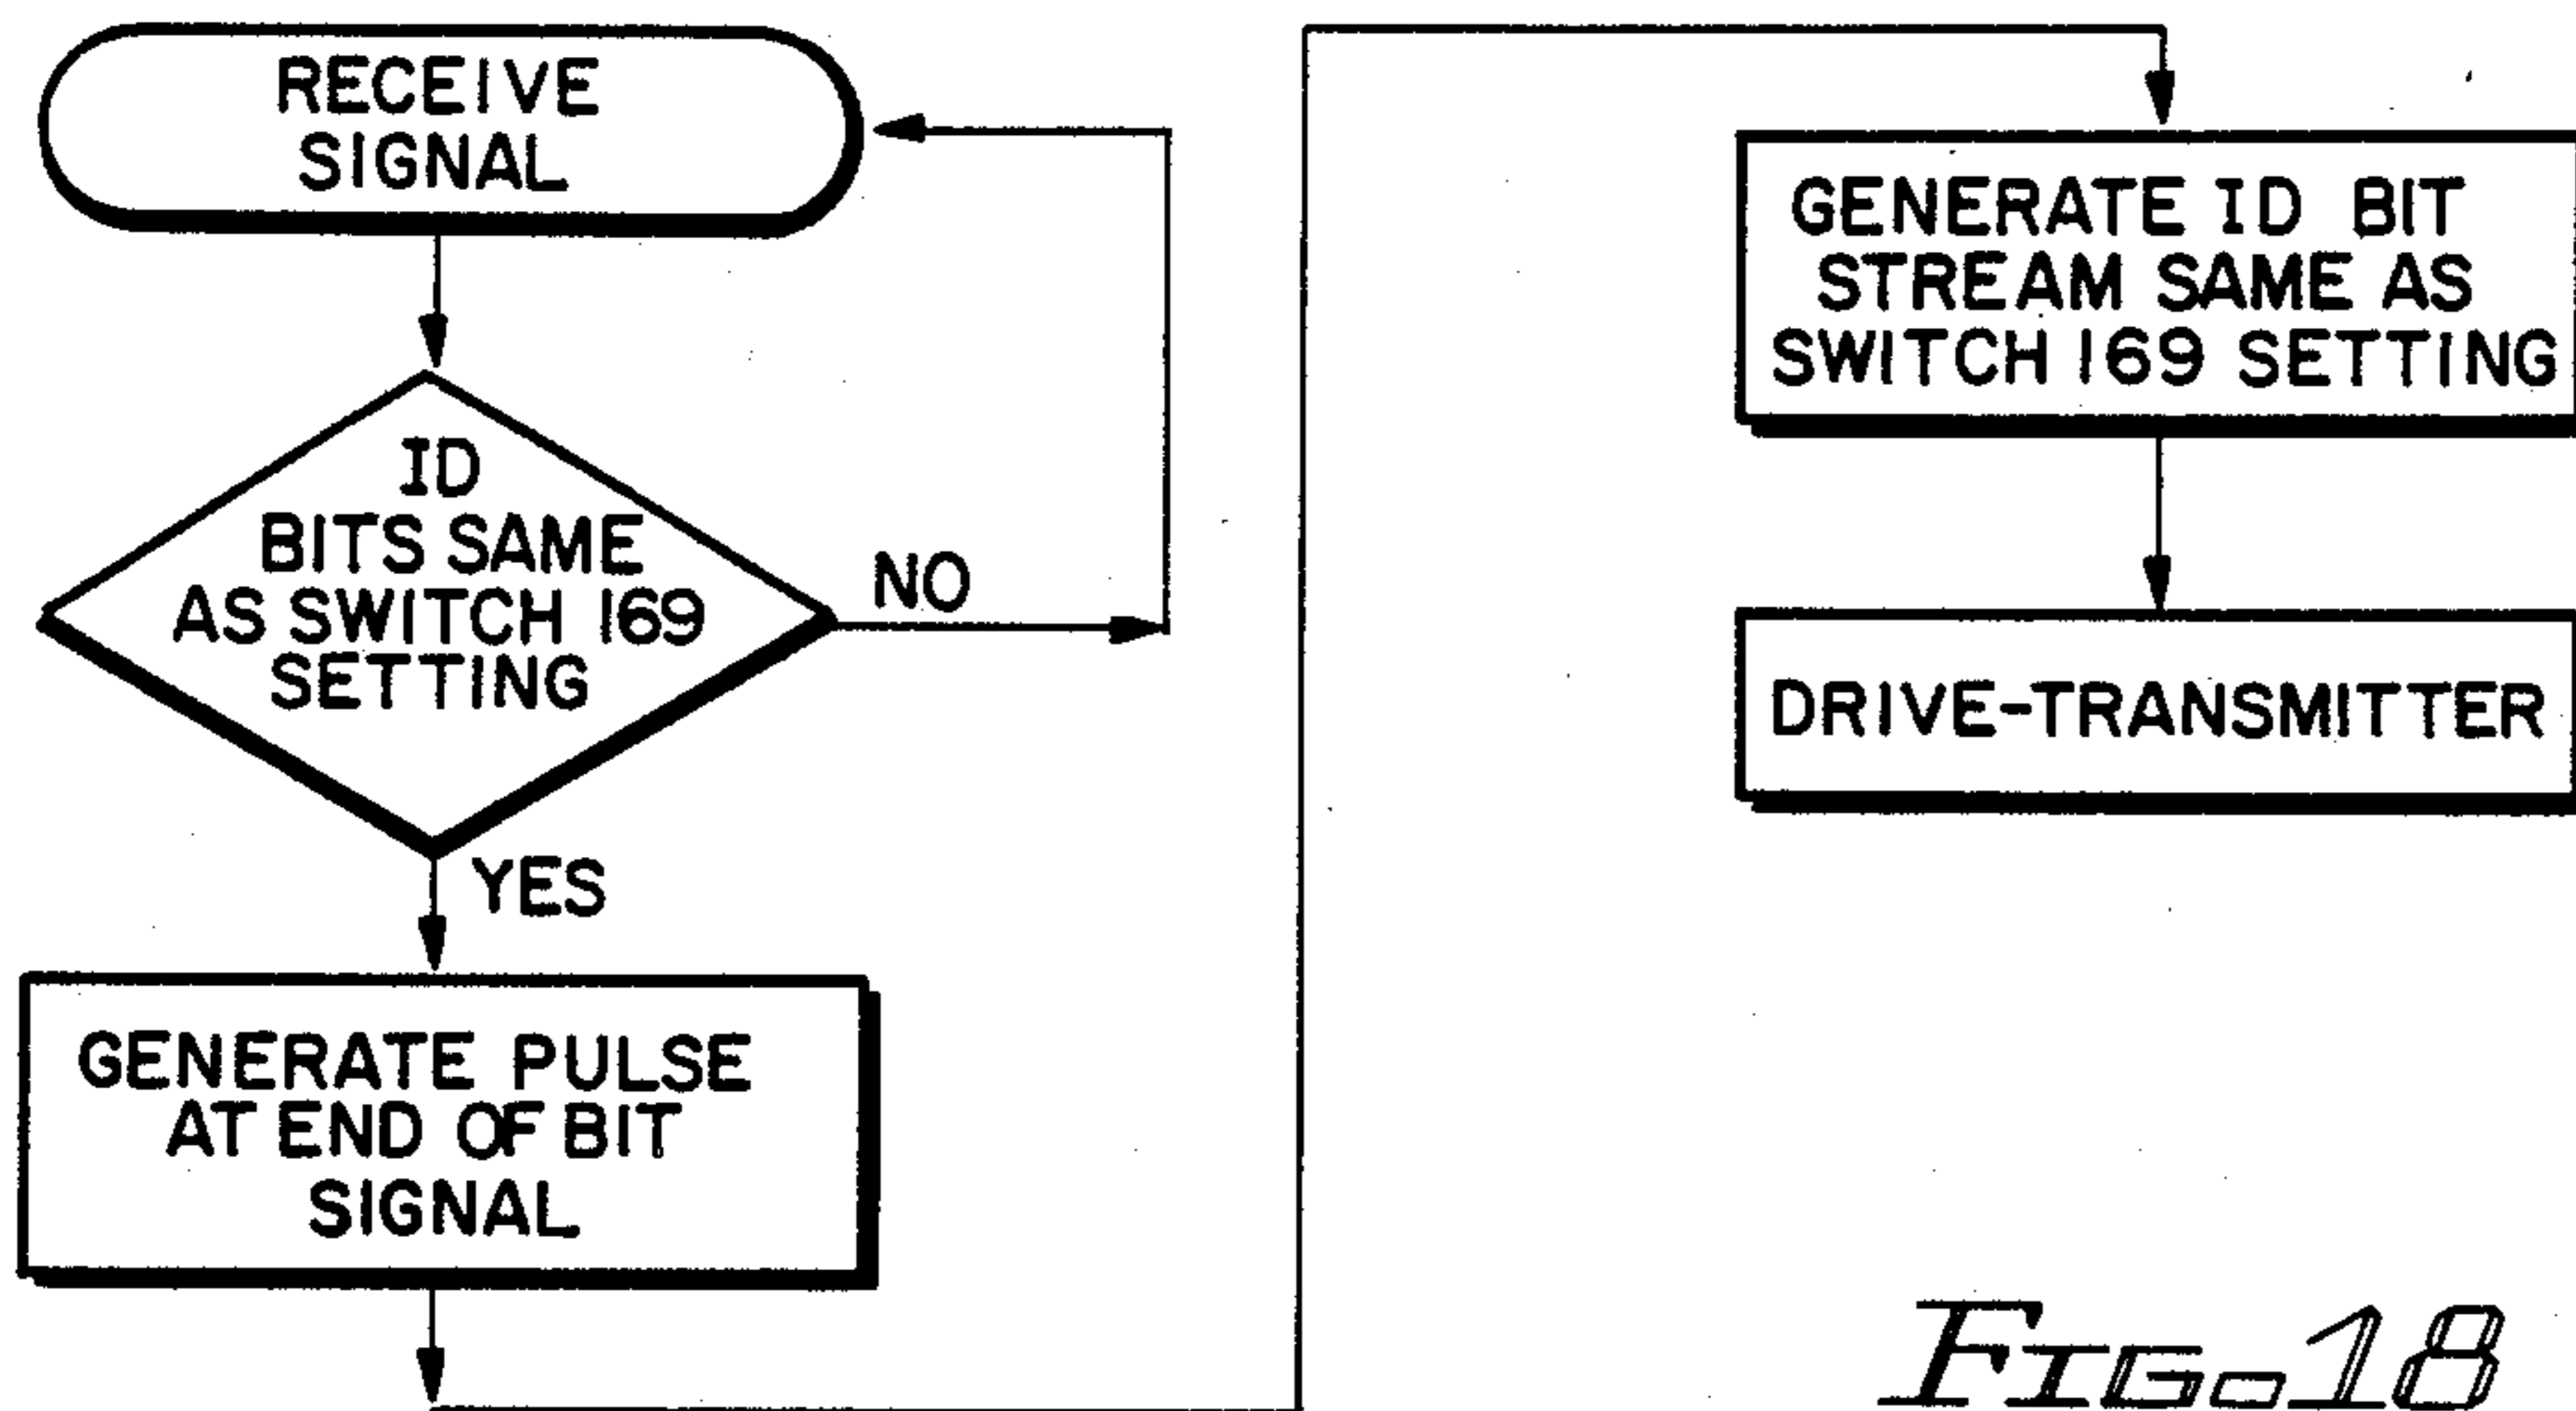 RECEIVE
SIGNAL
ID
BITS SAME
AS SWITCH 169
SETTING
NO
YES
GENERATE PULSE
AT END OF BIT
SIGNAL
GENERATE ID BIT
STREAM SAME AS
SWITCH 169 SETTING
DRIVE-TRANSMITTER
FIG. 18